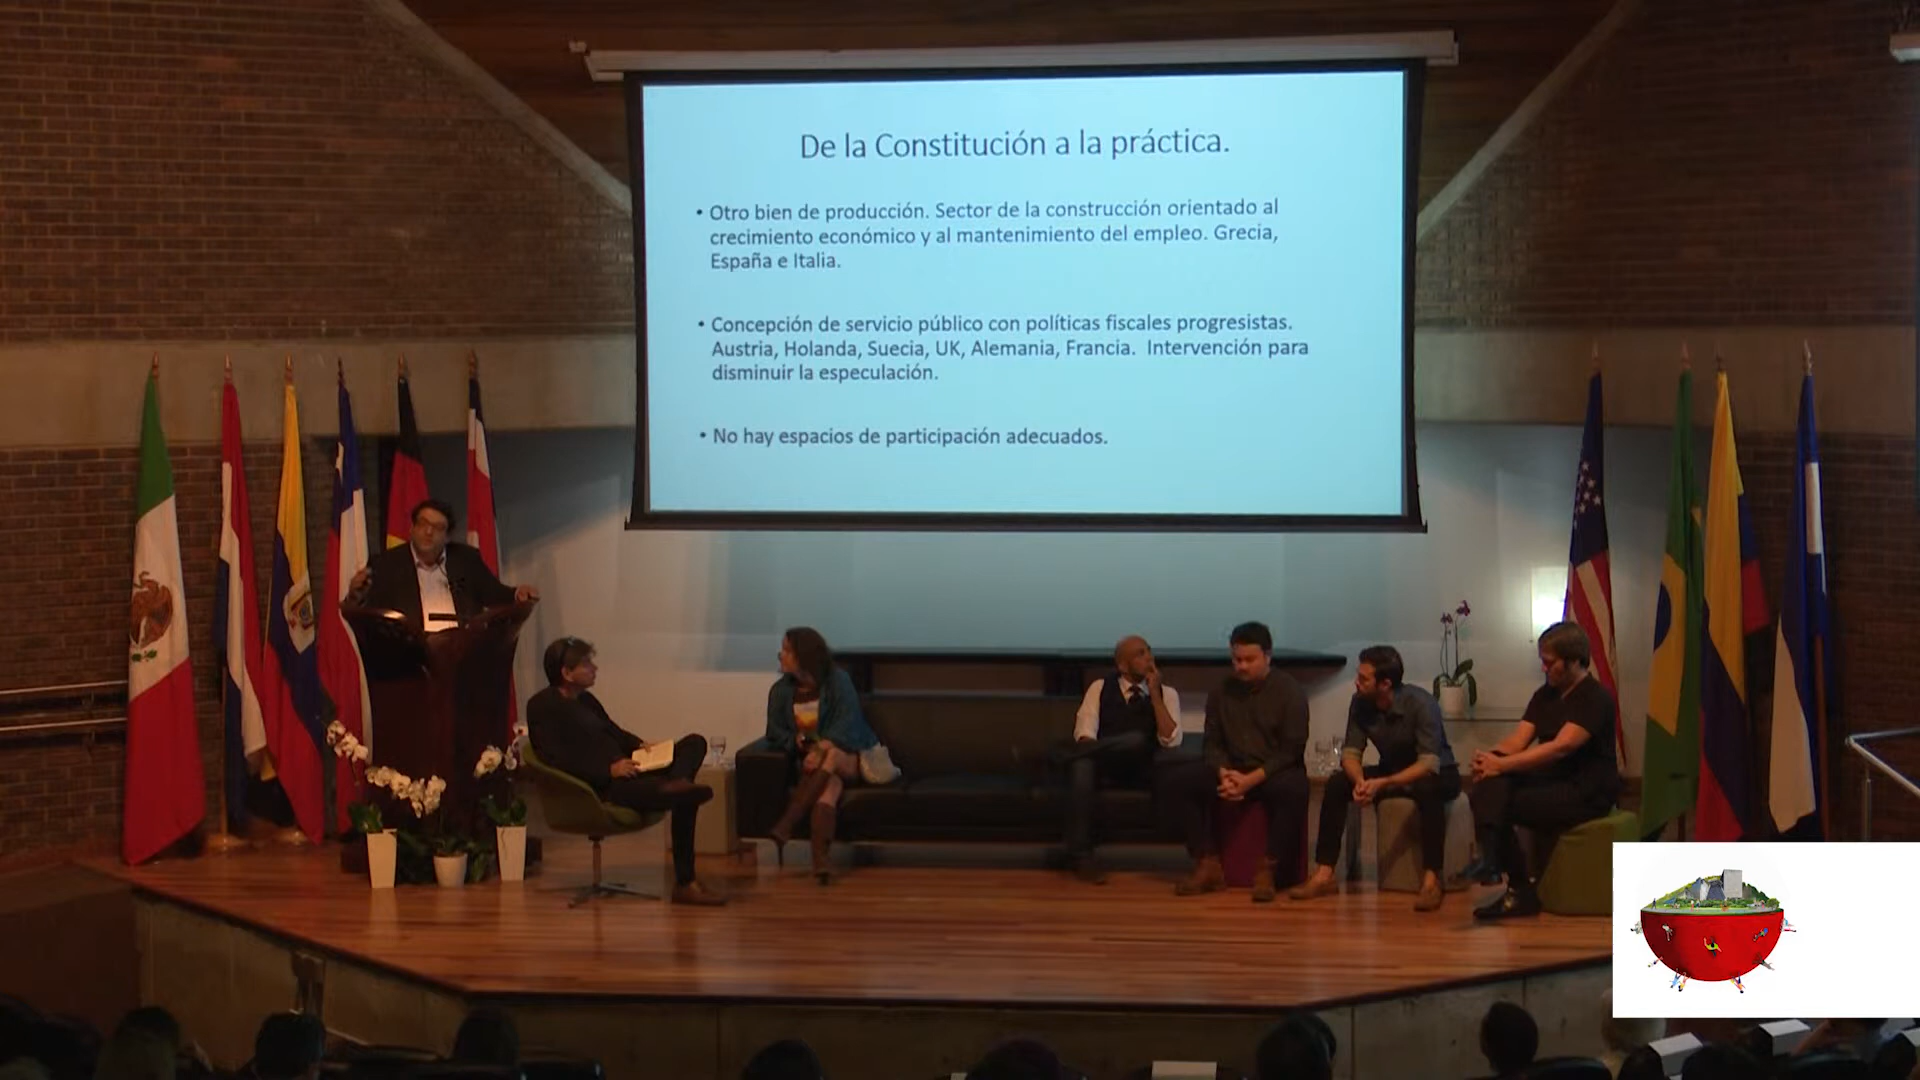 De la Constitución a la práctica.
• Otro bien de producción. Sector de la construcción orientado al
crecimiento económico y al mantenimiento del empleo. Grecia,
España e Italia.
• Concepción de servicio público con políticas fiscales progresistas.
Austria, Holanda, Suecia, UK, Alemania, Francia. Intervención para
disminuir la especulación.
• No hay espacios de participación adecuados.